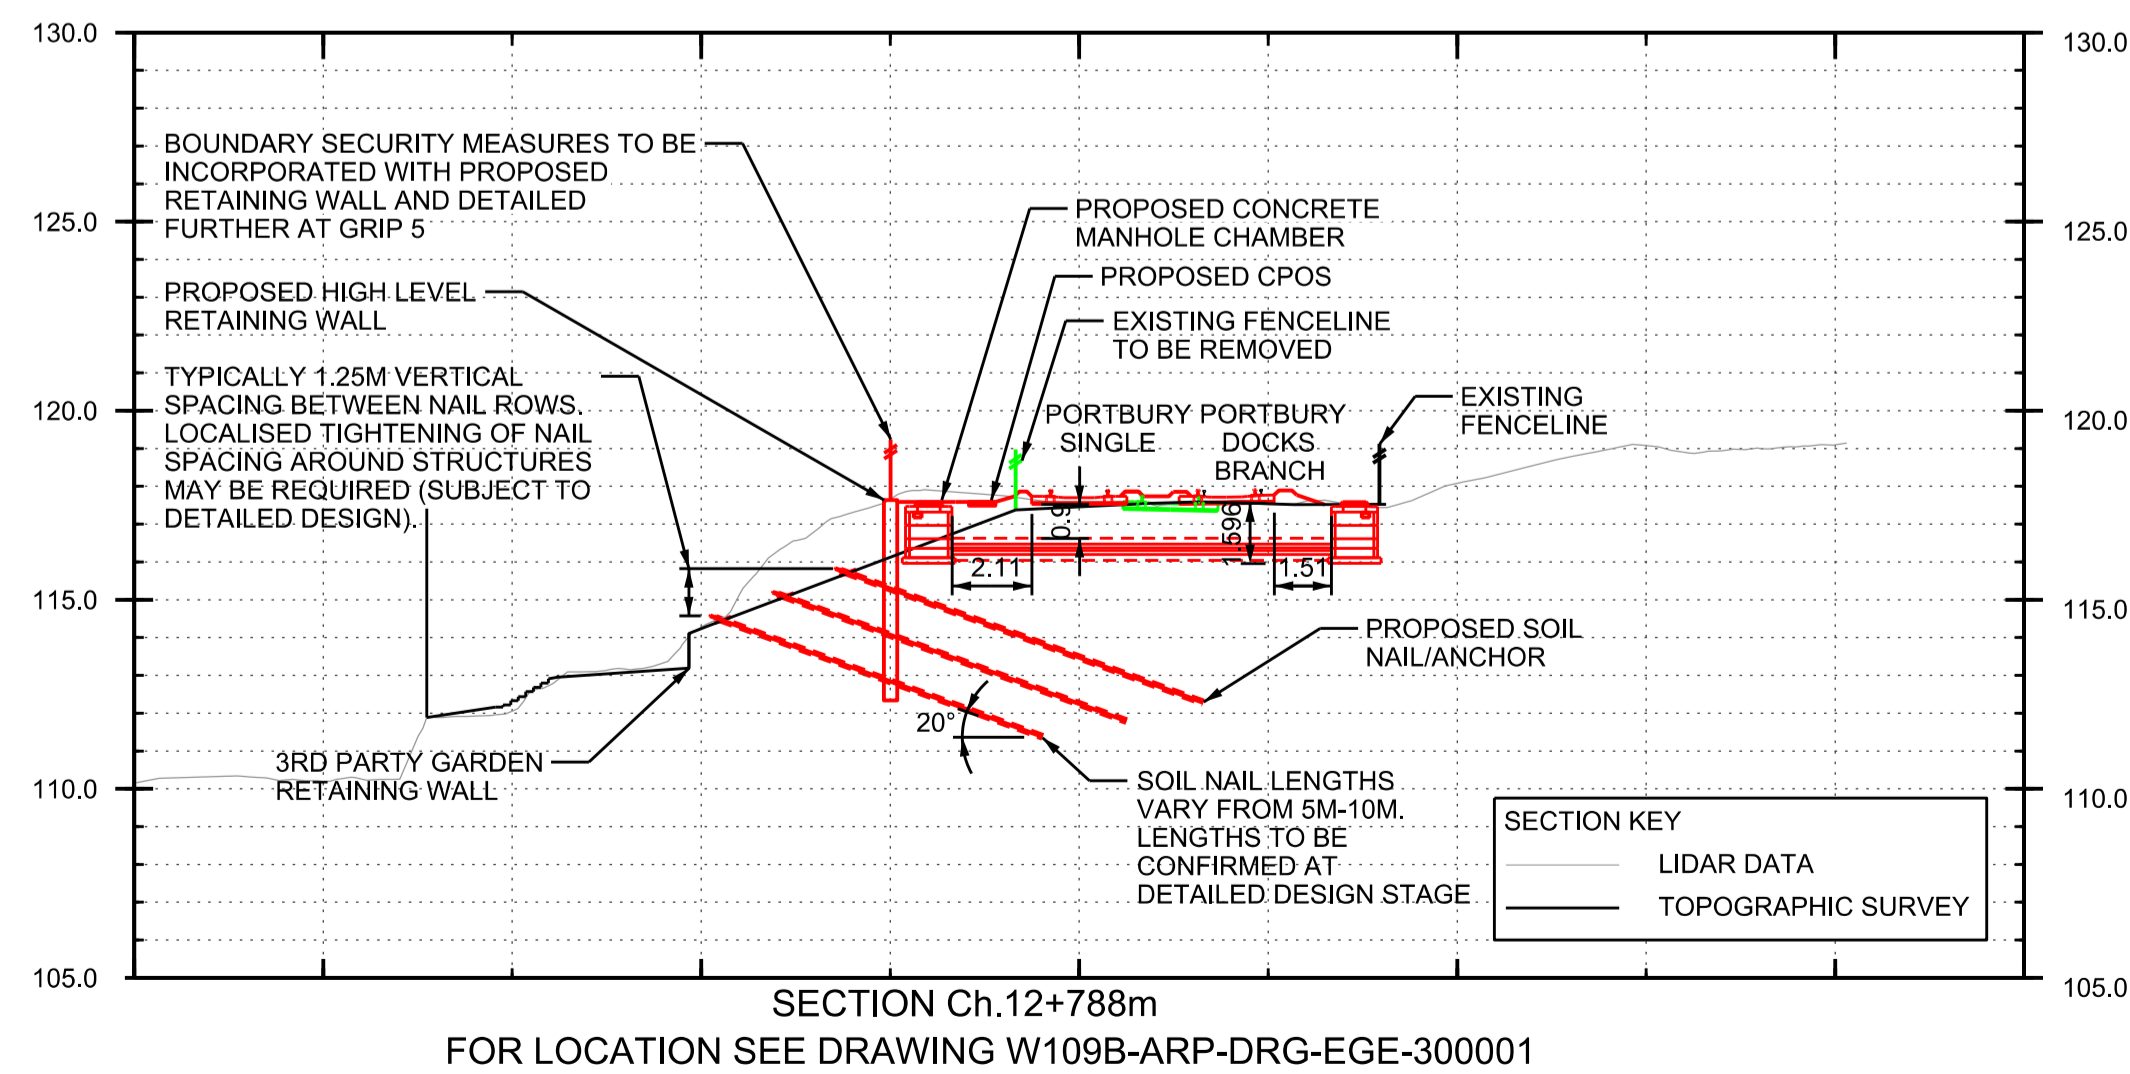 130.0
130.0
BOUNDARY SECURITY MEASURES TO BE
INCORPORATED WITH PROPOSED
RETAINING WALL AND DETAILED
FURTHER AT GRIP 5
125.0
125.0
PROPOSED CONCRETE
MANHOLE CHAMBER
PROPOSED CPOS
PROPOSED HIGH LEVEL
RETAINING WALL
EXISTING FENCELINE
TO BE REMOVED
TYPICALLY 1.25M VERTICAL
SPACING BETWEEN NAIL ROWS.
LOCALISED TIGHTENING OF NAIL
SPACING AROUND STRUCTURES
MAY BE REQUIRED (SUBJECT TO
DETAILED DESIGN).
120.0
120.0
PORTBURY
SINGLE
PORTBURY
DOCKS
BRANCH
EXISTING
FENCELINE
0.9
1.596
2.11
1.51
115.0
115.0
PROPOSED SOIL
NAIL/ANCHOR
20°
3RD PARTY GARDEN
RETAINING WALL
SOIL NAIL LENGTHS
VARY FROM 5M-10M.
LENGTHS TO BE
CONFIRMED AT
DETAILED DESIGN STAGE
110.0
110.0
SECTION KEY
LIDAR DATA
TOPOGRAPHIC SURVEY
105.0
105.0
SECTION Ch.12+788m
FOR LOCATION SEE DRAWING W109B-ARP-DRG-EGE-300001